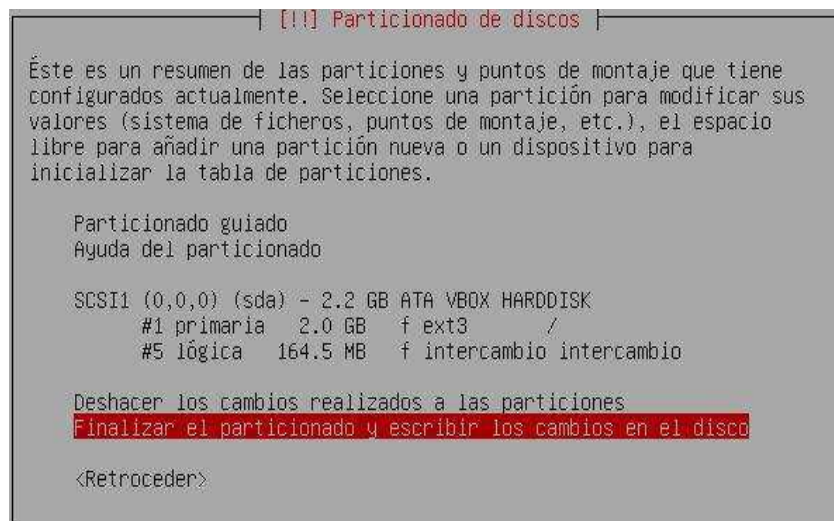 [!!] Particionado de discos
Éste es un resumen de las particiones y puntos de montaje que tiene
configurados actualmente. Seleccione una partición para modificar sus
valores (sistema de ficheros, puntos de montaje, etc.), el espacio
libre para añadir una partición nueva o un dispositivo para
inicializar la tabla de particiones.
Particionado guiado
Ayuda del particionado
SCSI1 (0,0,0) (sda) - 2.2 GB ATA VBOX HARDDISK
#1 primaria 2.0 GB f ext3 /
#5 lógica 164.5 MB f intercambio intercambio
Deshacer los cambios realizados a las particiones
Finalizar el particionado y escribir los cambios en el disco
<Retroceder>